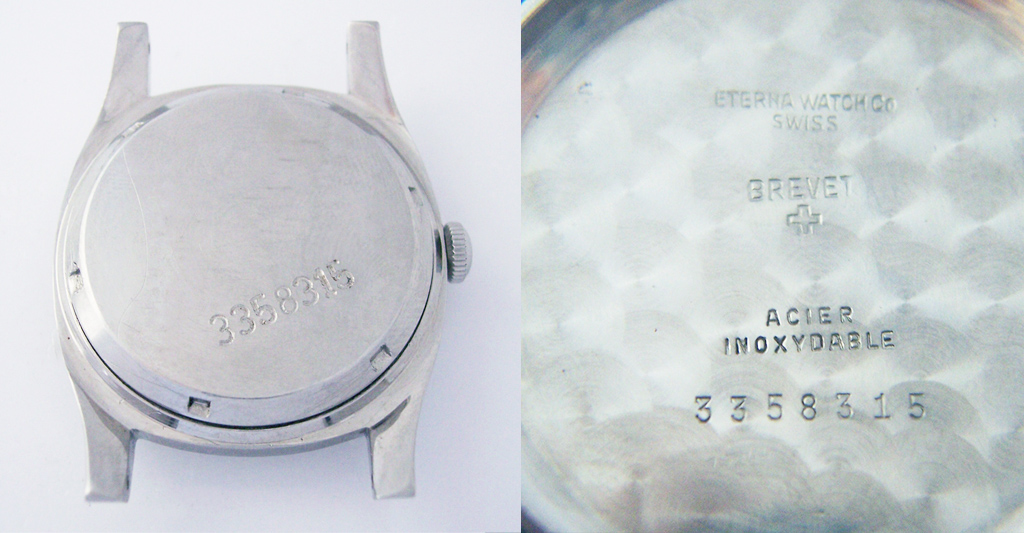 3358315
ETERNA WATCH Co
SWISS
BREVET
ACIER
INOXYDABLE
3358315